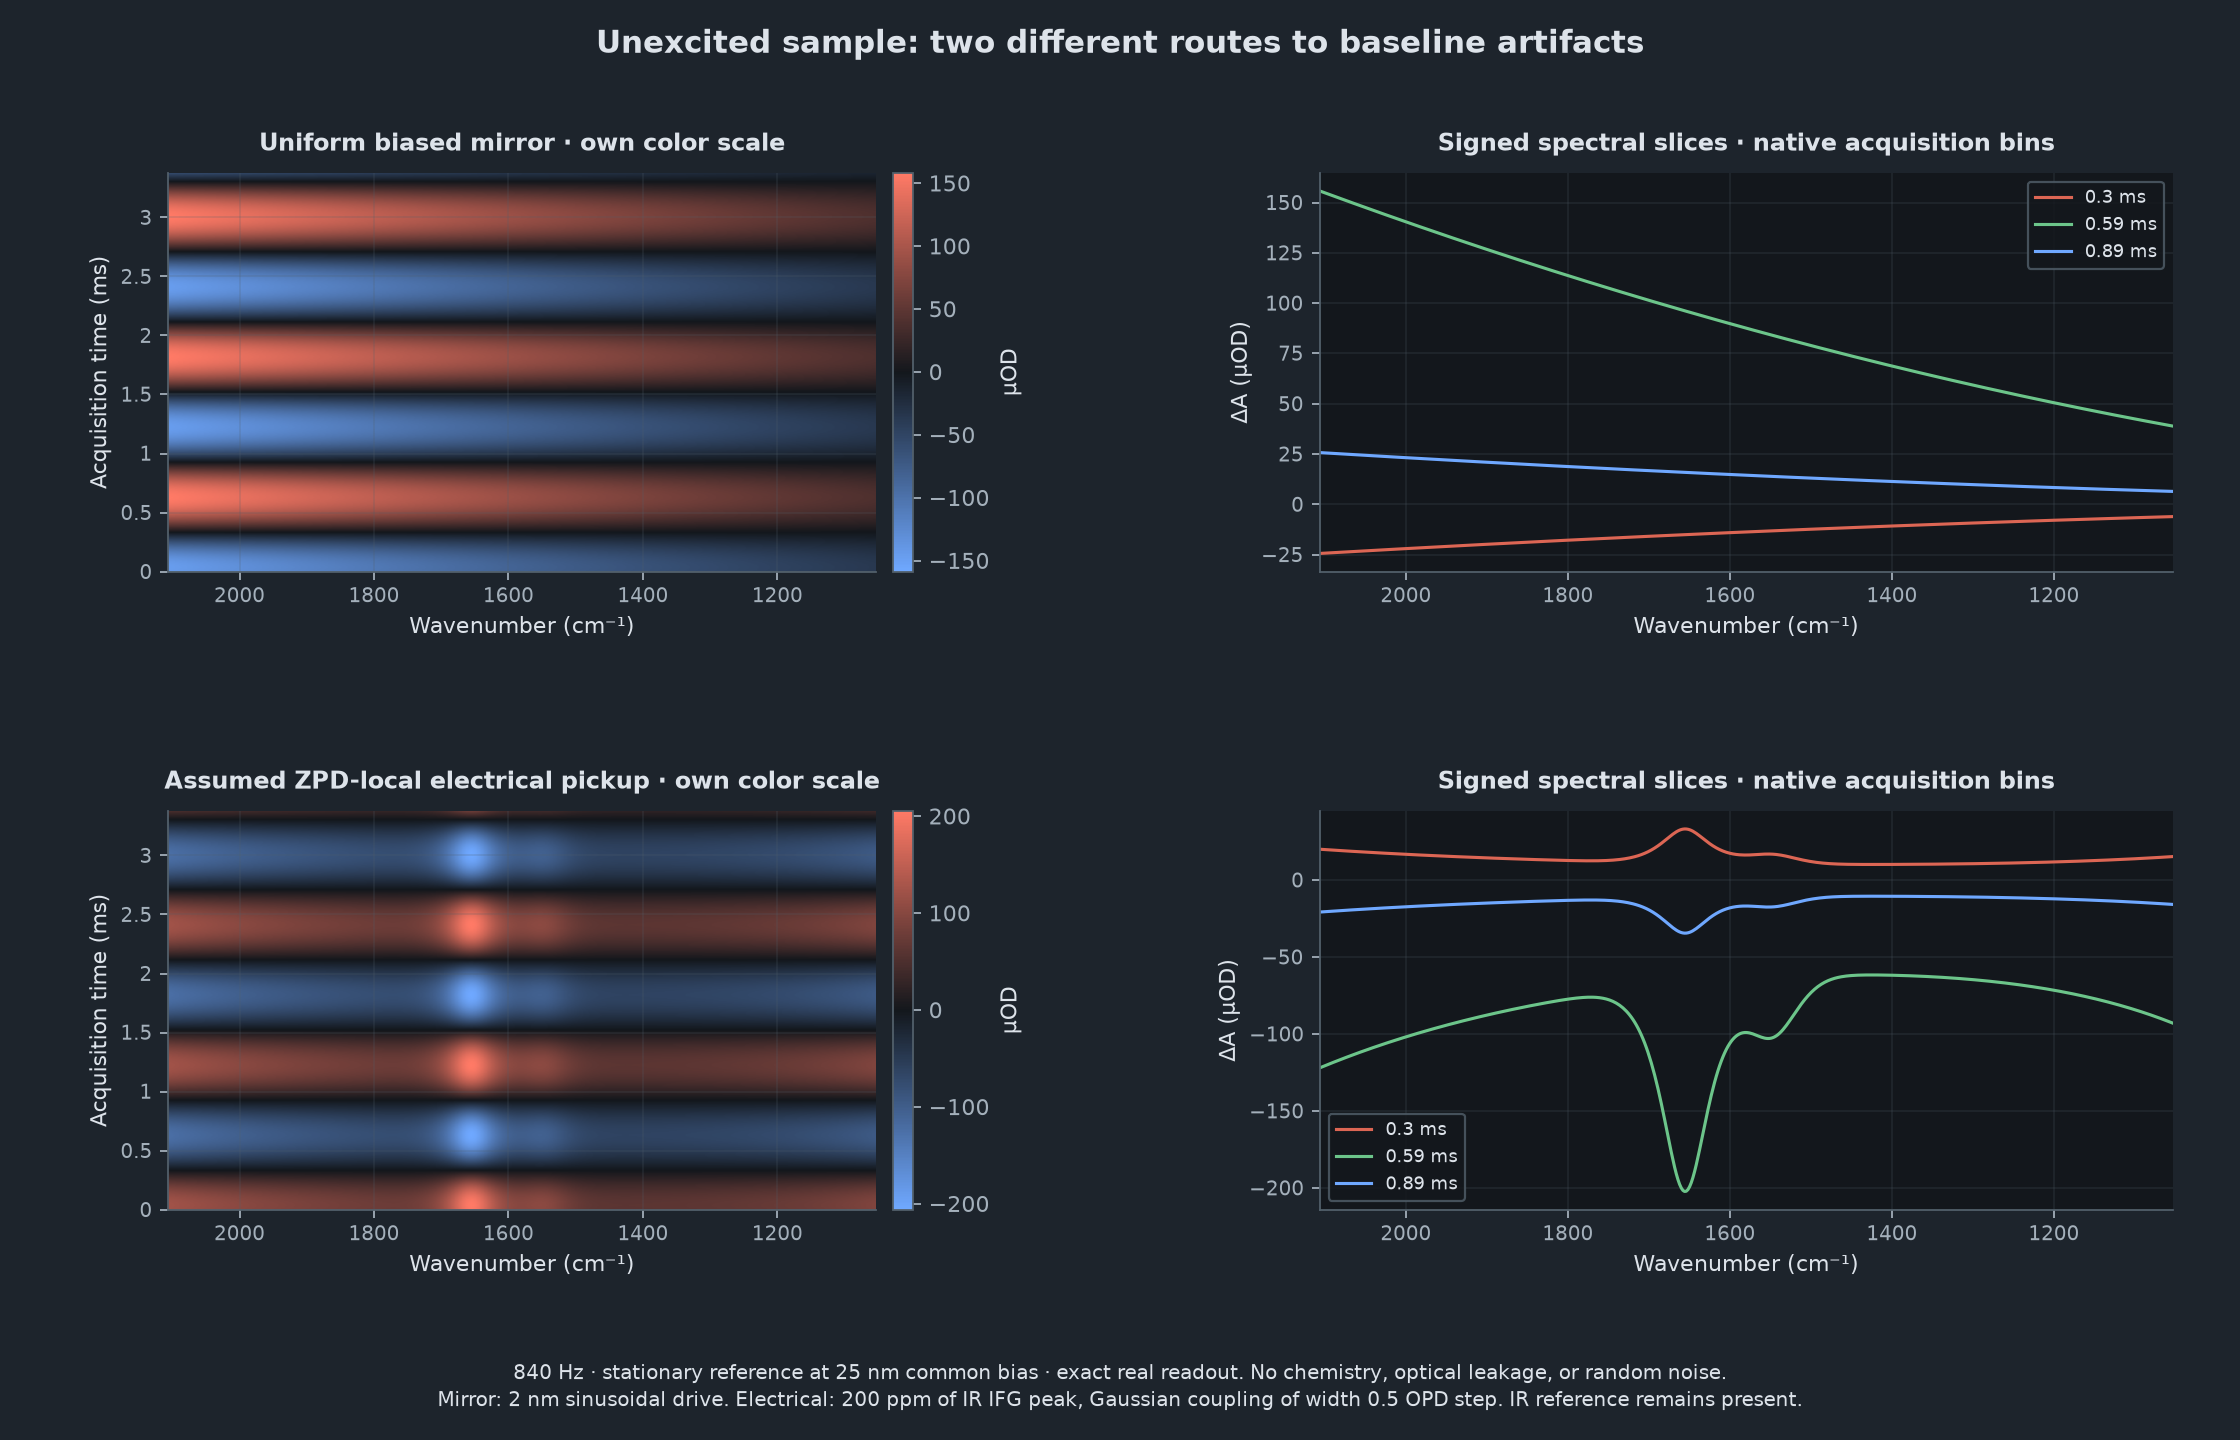 Unexcited sample: two different routes to baseline artifacts
Uniform biased mirror · own color scale
Acquisition time (ms)
3
2.5
2
1.5
1
0.5
0
2000 1800 1600 1400 1200
Wavenumber (cm⁻¹)
150
100
50
0
−50
−100
−150
µOD
Signed spectral slices · native acquisition bins
ΔA (µOD)
150
125
100
75
50
25
0
−25
2000 1800 1600 1400 1200
Wavenumber (cm⁻¹)
0.3 ms
0.59 ms
0.89 ms
Assumed ZPD-local electrical pickup · own color scale
Acquisition time (ms)
3
2.5
2
1.5
1
0.5
0
2000 1800 1600 1400 1200
Wavenumber (cm⁻¹)
200
100
0
−100
−200
µOD
Signed spectral slices · native acquisition bins
ΔA (µOD)
0
−50
−100
−150
−200
2000 1800 1600 1400 1200
Wavenumber (cm⁻¹)
0.3 ms
0.59 ms
0.89 ms
840 Hz · stationary reference at 25 nm common bias · exact real readout. No chemistry, optical leakage, or random noise.
Mirror: 2 nm sinusoidal drive. Electrical: 200 ppm of IR IFG peak, Gaussian coupling of width 0.5 OPD step. IR reference remains present.